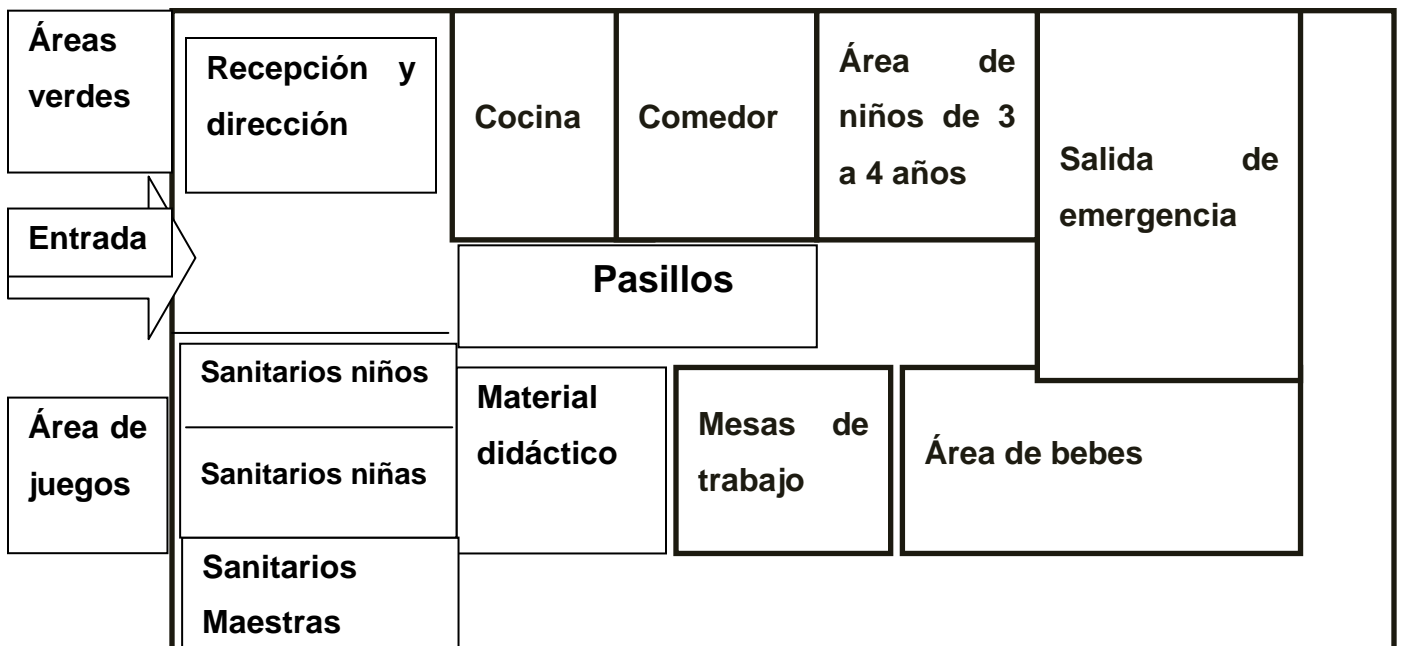 Áreas
verdes
Recepción y
dirección
Cocina
Comedor
Área de
niños de 3
a 4 años
Salida de
emergencia
Entrada
Pasillos
Sanitarios niños
Sanitarios niñas
Sanitarios
Maestras
Área de
juegos
Material
didáctico
Mesas de
trabajo
Área de bebes